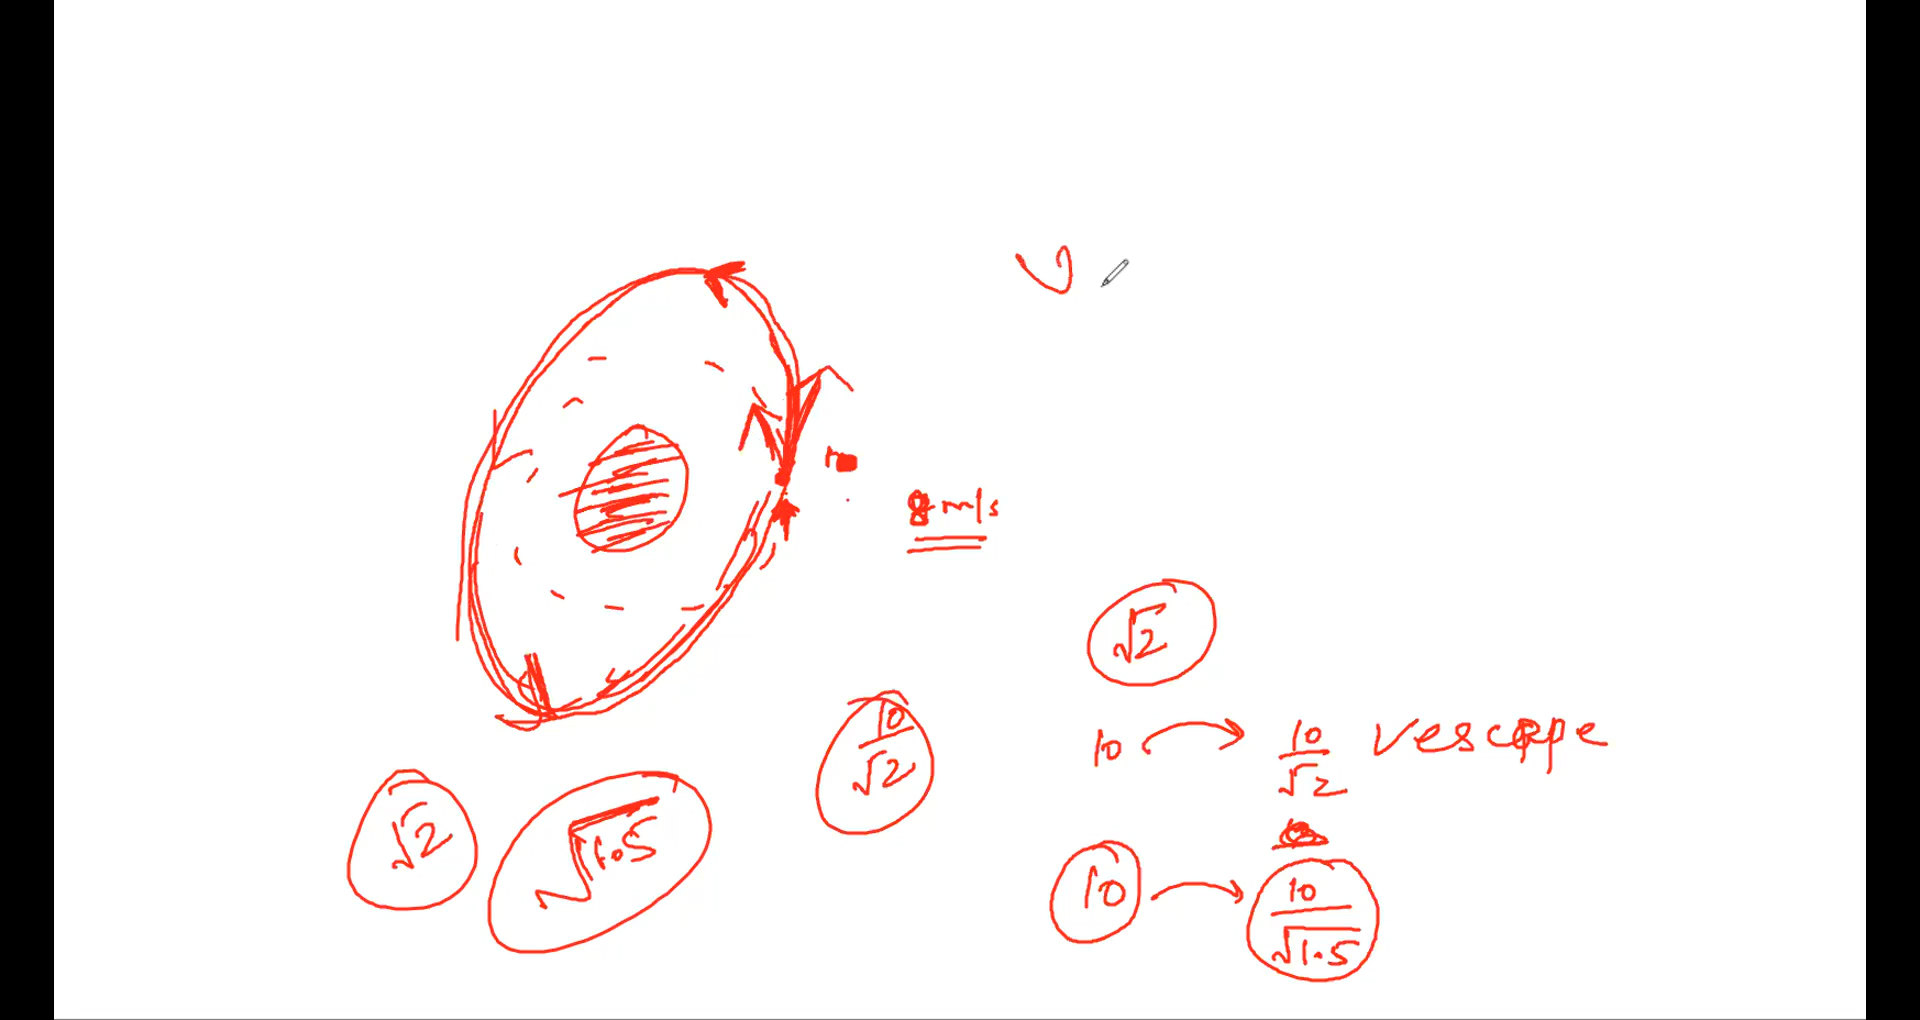 v
8 m/s
√2
10/√2
10 → 10/√2 vescape
√2
√1.5
10 → 10/√1.5